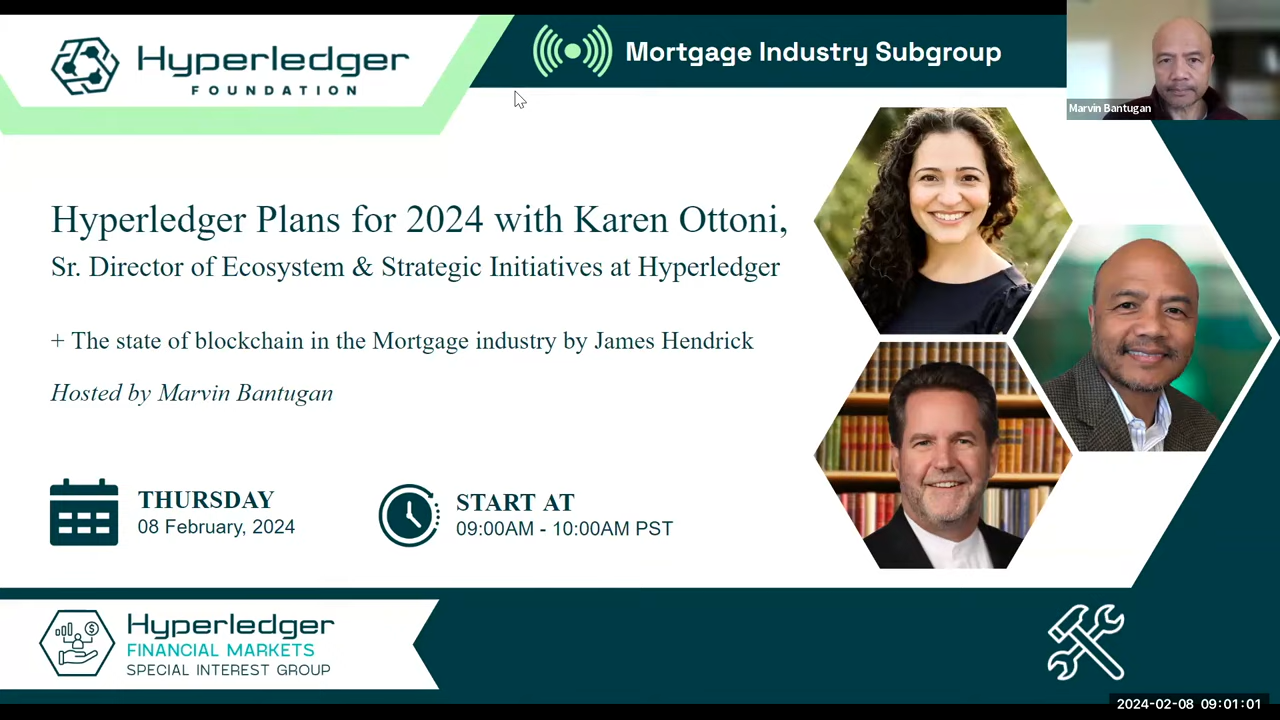 Hyperledger
FOUNDATION
Mortgage Industry Subgroup
Marvin Bantugan
Hyperledger Plans for 2024 with Karen Ottoni,
Sr. Director of Ecosystem & Strategic Initiatives at Hyperledger
+ The state of blockchain in the Mortgage industry by James Hendrick
Hosted by Marvin Bantugan
THURSDAY
08 February, 2024
START AT
09:00AM - 10:00AM PST
Hyperledger
FINANCIAL MARKETS
SPECIAL INTEREST GROUP
$
2024-02-08 09:01:01